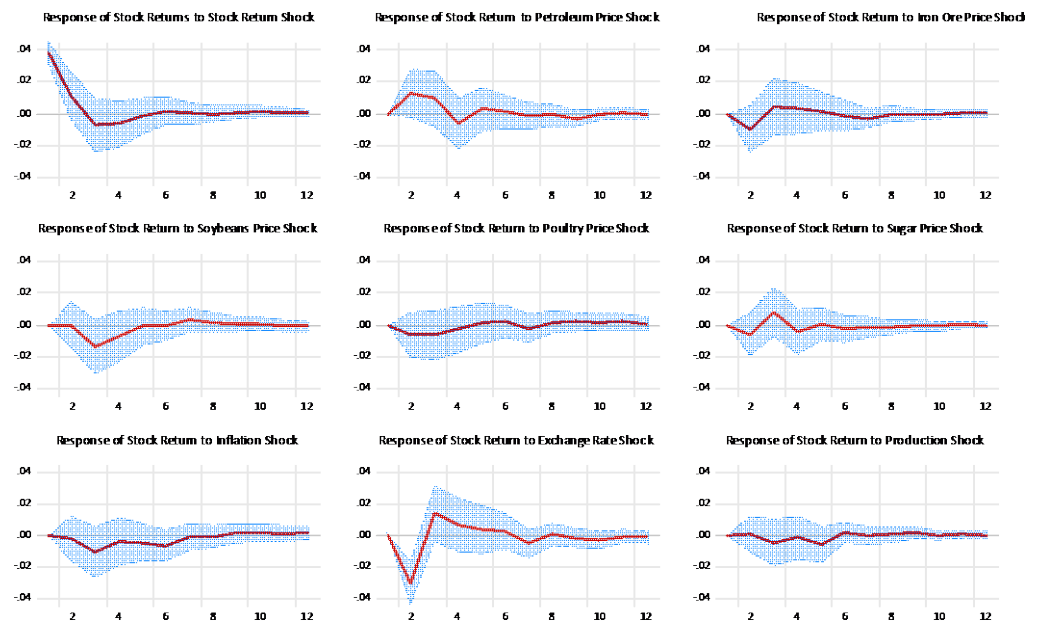 Response of Stock Returns to Stock Return Shock
.04
.02
.00
-.02
-.04
2 4 6 8 10 12
Response of Stock Return to Petroleum Price Shock
.04
.02
.00
-.02
-.04
2 4 6 8 10 12
Response of Stock Return to Iron Ore Price Shock
.04
.02
.00
-.02
-.04
2 4 6 8 10 12
Response of Stock Return to Soybeans Price Shock
.04
.02
.00
-.02
-.04
2 4 6 8 10 12
Response of Stock Return to Poultry Price Shock
.04
.02
.00
-.02
-.04
2 4 6 8 10 12
Response of Stock Return to Sugar Price Shock
.04
.02
.00
-.02
-.04
2 4 6 8 10 12
Response of Stock Return to Inflation Shock
.04
.02
.00
-.02
-.04
2 4 6 8 10 12
Response of Stock Return to Exchange Rate Shock
.04
.02
.00
-.02
-.04
2 4 6 8 10 12
Response of Stock Return to Production Shock
.04
.02
.00
-.02
-.04
2 4 6 8 10 12